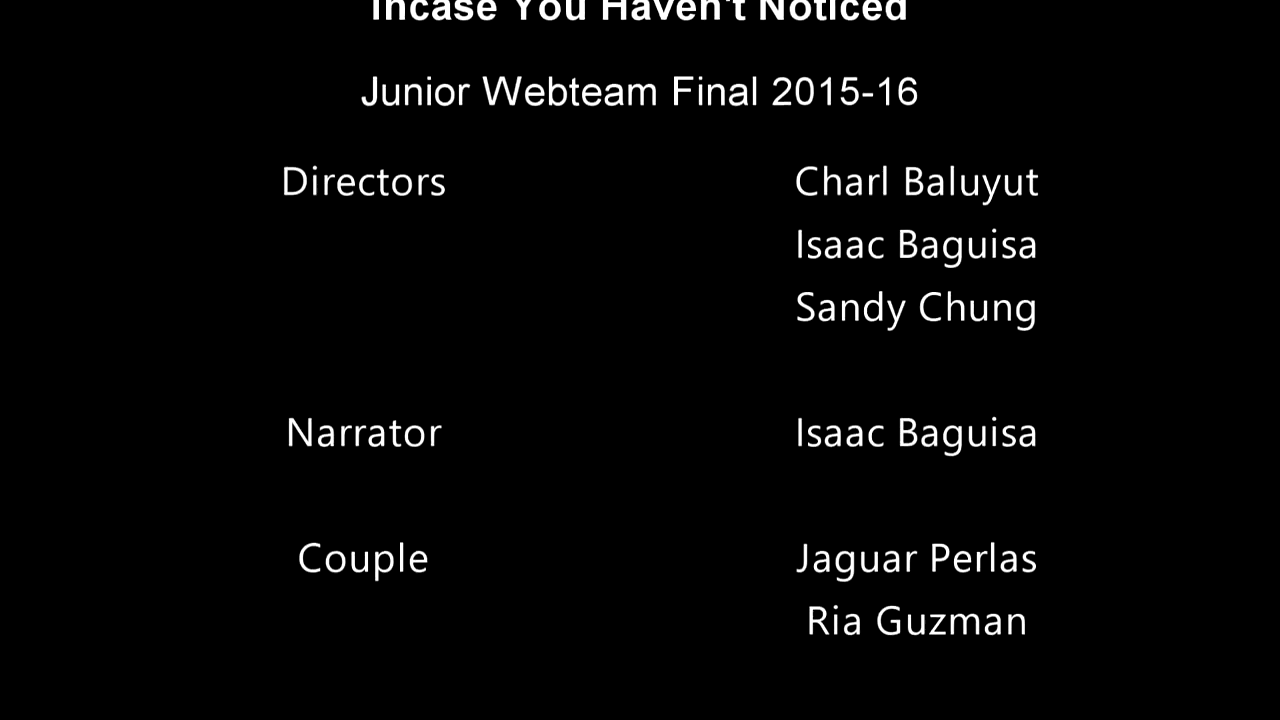 Incase You Haven't Noticed
Junior Webteam Final 2015-16
Directors Charl Baluyut
Isaac Baguisa
Sandy Chung
Narrator Isaac Baguisa
Couple Jaguar Perlas
Ria Guzman